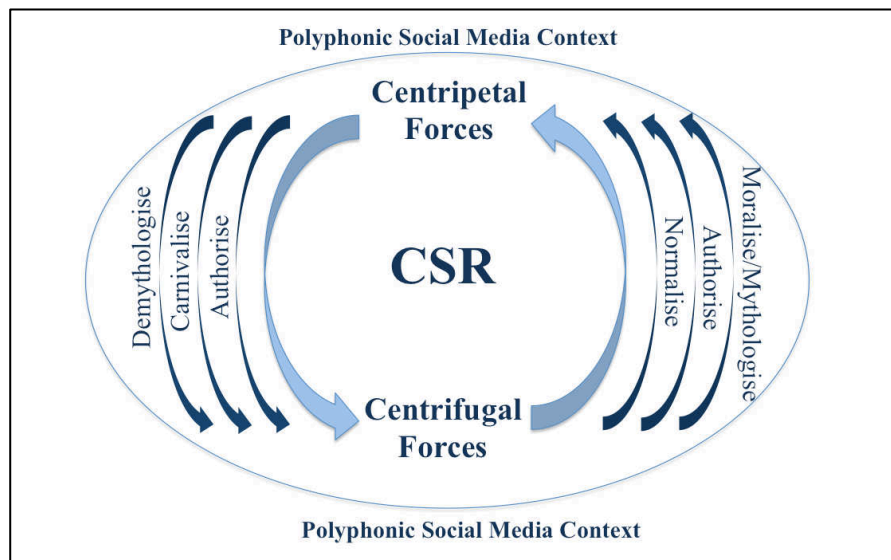 Polyphonic Social Media Context
Centripetal
Forces
Demythologise
Carnivalise
Authorise
CSR
Normalise
Authorise
Moralise/Mythologise
Centrifugal
Forces
Polyphonic Social Media Context